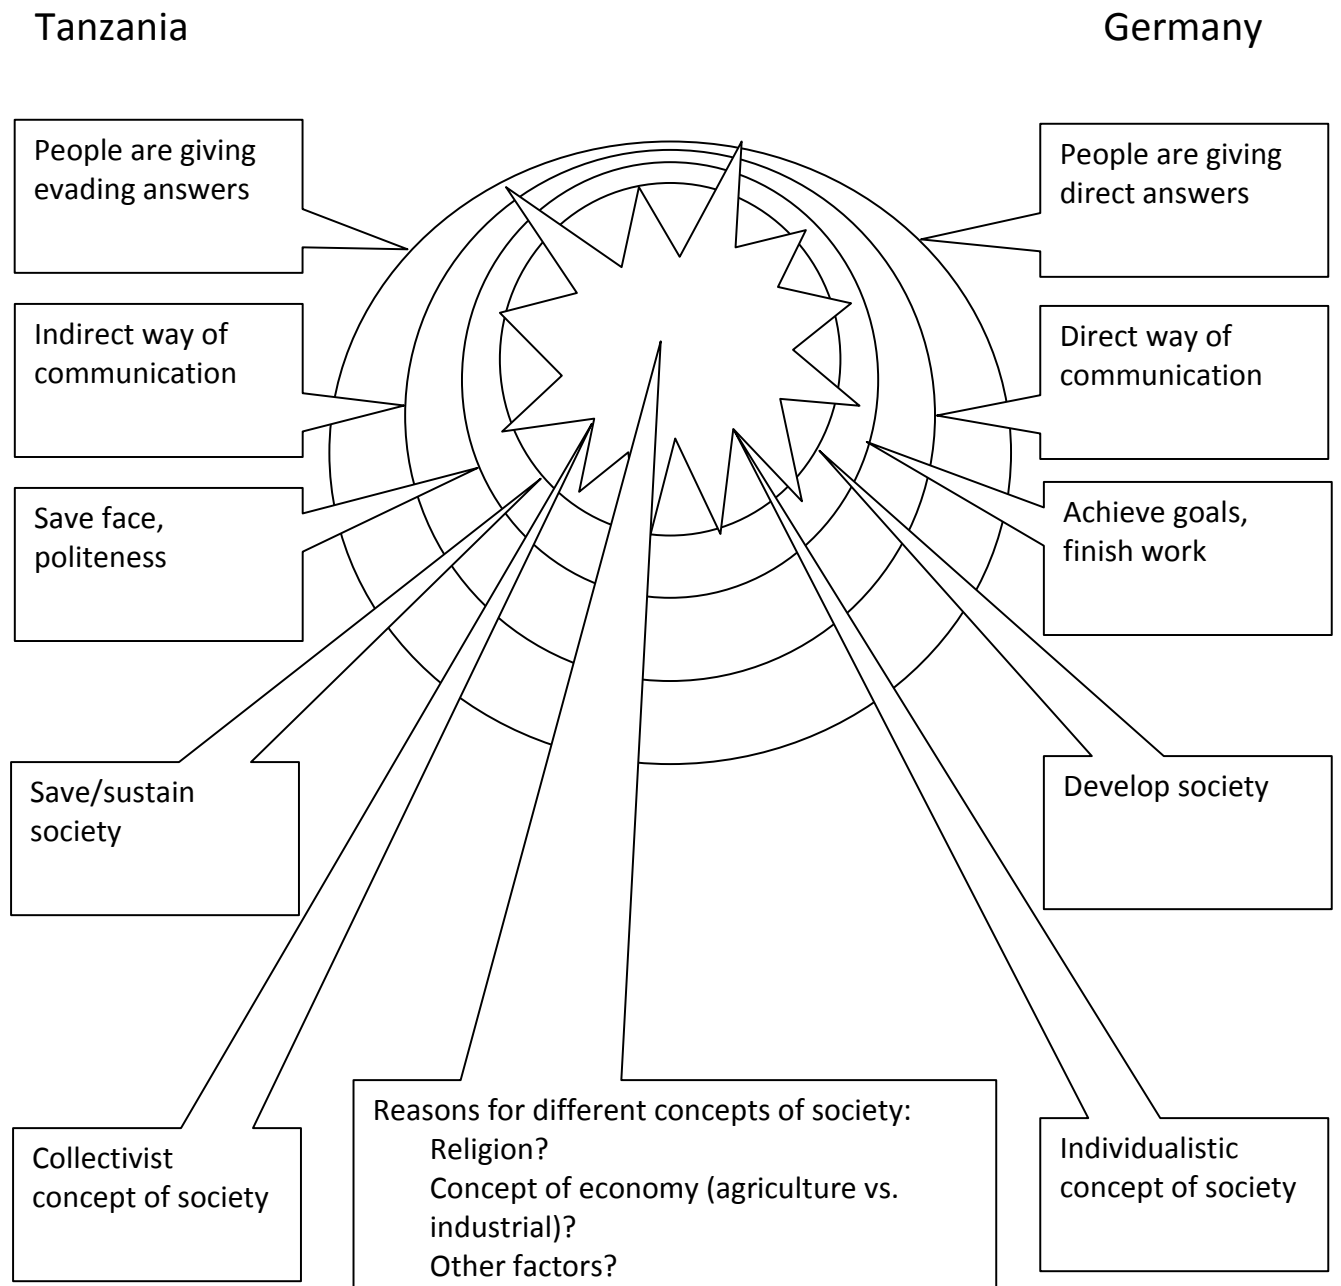 Tanzania
Germany
People are giving
evading answers
People are giving
direct answers
Indirect way of
communication
Direct way of
communication
Save face,
politeness
Achieve goals,
finish work
Save/sustain
society
Develop society
Collectivist
concept of society
Reasons for different concepts of society:
Religion?
Concept of economy (agriculture vs.
industrial)?
Other factors?
Individualistic
concept of society